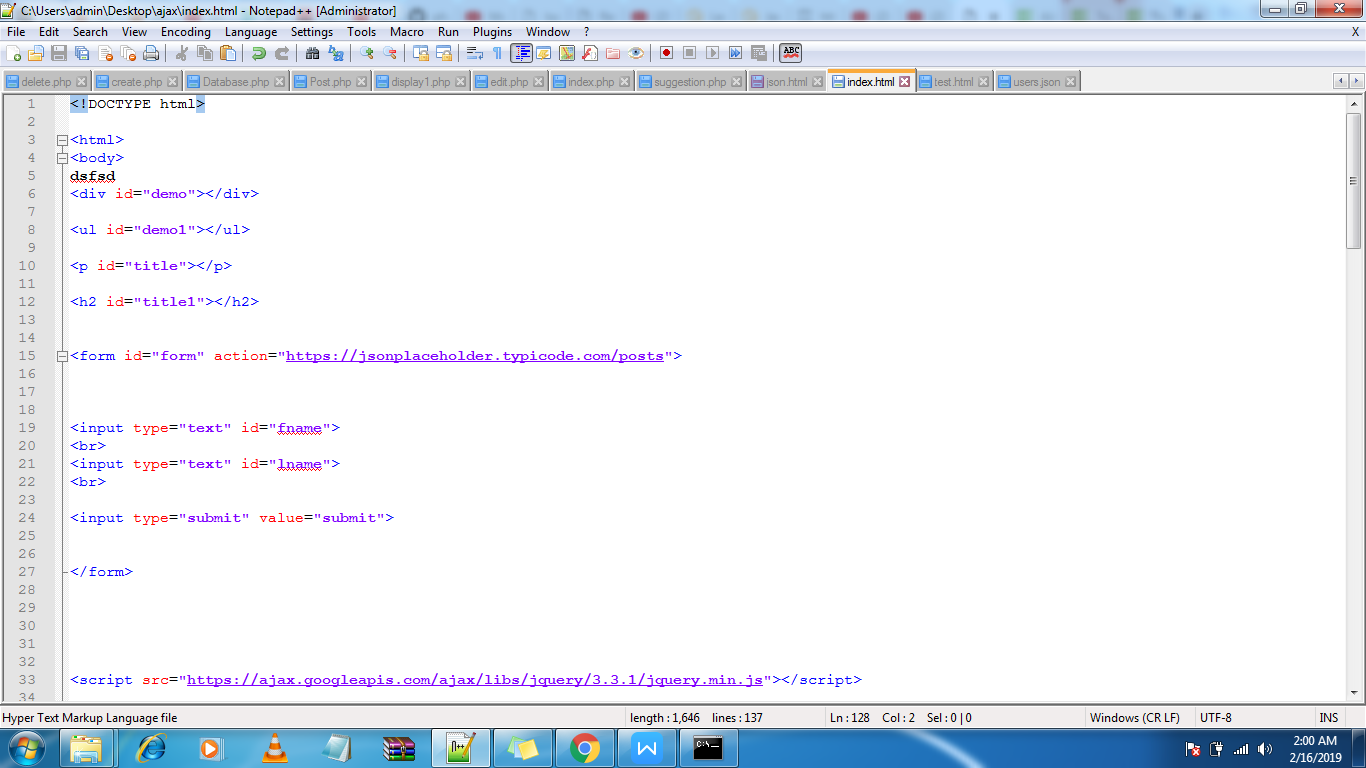 C:\Users\admin\Desktop\ajax\index.html - Notepad++ [Administrator]
File Edit Search View Encoding Language Settings Tools Macro Run Plugins Window ? X
ABC
delete.php create.php Database.php Post.php display1.php edit.php index.php suggestion.php json.html index.html test.html users.json
1 <!DOCTYPE html>
2
3 <html>
4 <body>
5 dsfsd
6 <div id="demo"></div>
7
8 <ul id="demo1"></ul>
9
10 <p id="title"></p>
11
12 <h2 id="title1"></h2>
13
14
15 <form id="form" action="https://jsonplaceholder.typicode.com/posts">
16
17
18
19 <input type="text" id="fname">
20 <br>
21 <input type="text" id="lname">
22 <br>
23
24 <input type="submit" value="submit">
25
26
27 </form>
28
29
30
31
32
33 <script src="https://ajax.googleapis.com/ajax/libs/jquery/3.3.1/jquery.min.js"></script>
34
Hyper Text Markup Language file length : 1,646 lines : 137 Ln : 128 Col : 2 Sel : 0 | 0 Windows (CR LF) UTF-8 INS
2:00 AM
2/16/2019